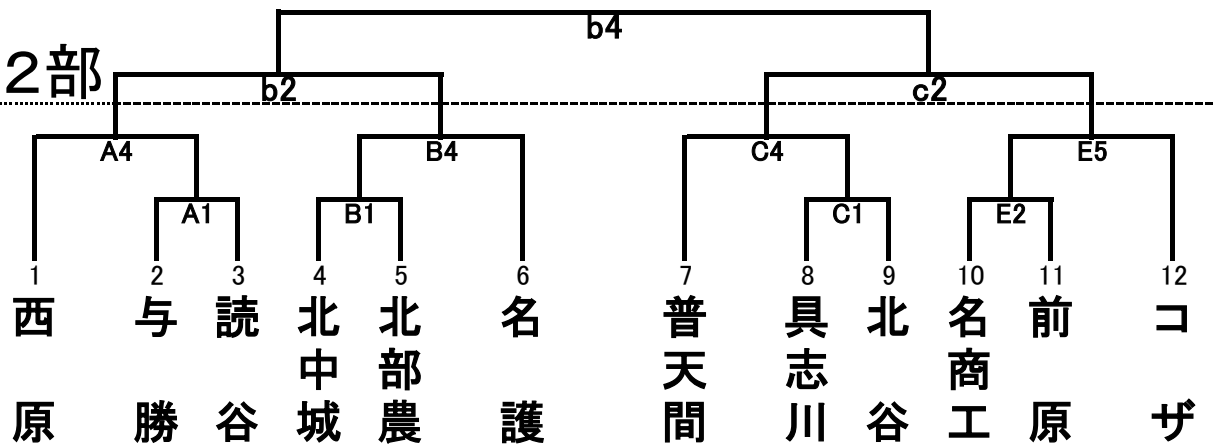 b4
２部
b2
c2
A4
B4
C4
E5
A1
B1
C1
E2
1
2
3
4
5
6
7
8
9
10
11
12
西原
与勝
読谷
北中城
北部農
名護
普天間
具志川
北谷
名商工
前原
コザ